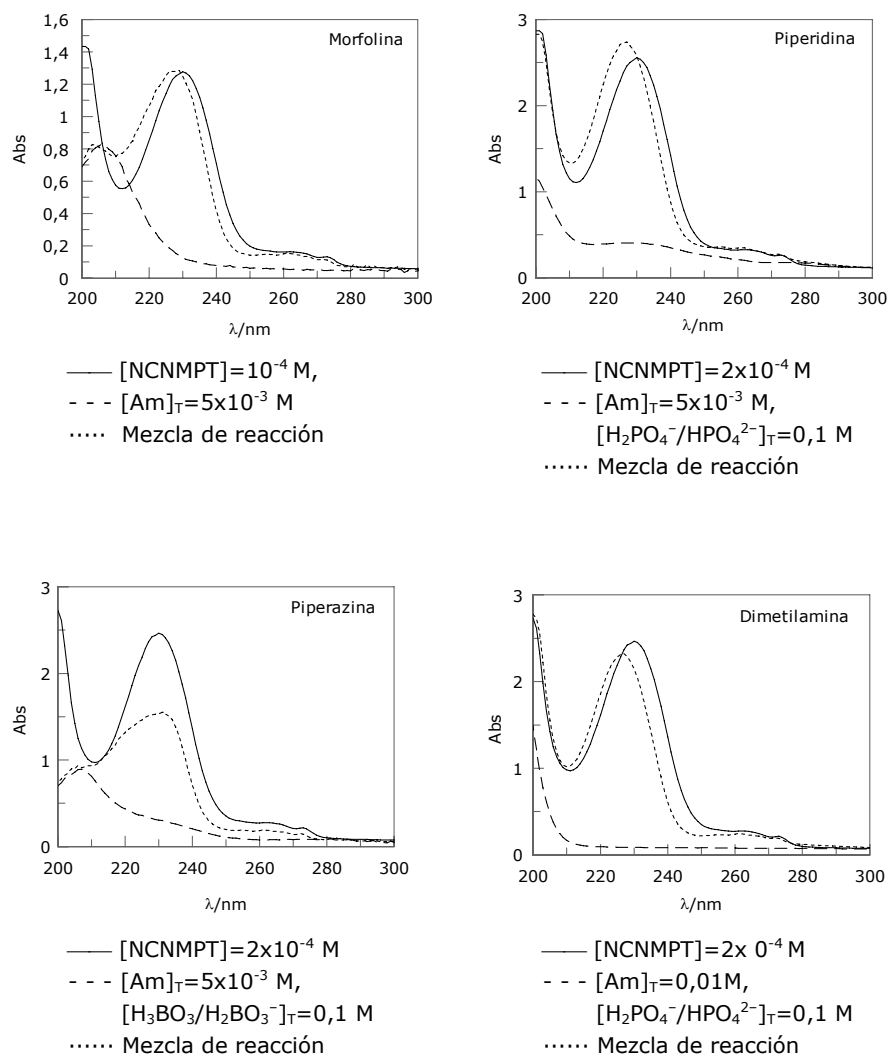 Morfolina
1,6
1,4
1,2
1
0,8
0,6
0,4
0,2
0
Abs
200 220 240 260 280 300
λ/nm
[NCNMPT]=10⁻⁴ M,
[Am]T=5x10⁻³ M
Mezcla de reacción
Piperidina
3
2
1
0
Abs
200 220 240 260 280 300
λ/nm
[NCNMPT]=2x10⁻⁴ M
[Am]T=5x10⁻³ M,
[H₂PO₄⁻/HPO₄²⁻]T=0,1 M
Mezcla de reacción
Piperazina
3
2
1
0
Abs
200 220 240 260 280 300
λ/nm
[NCNMPT]=2x10⁻⁴ M
[Am]T=5x10⁻³ M,
[H₃BO₃/H₂BO₃⁻]T=0,1 M
Mezcla de reacción
Dimetilamina
3
2
1
0
Abs
200 220 240 260 280 300
λ/nm
[NCNMPT]=2x 0⁻⁴ M
[Am]T=0,01M,
[H₂PO₄⁻/HPO₄²⁻]T=0,1 M
Mezcla de reacción